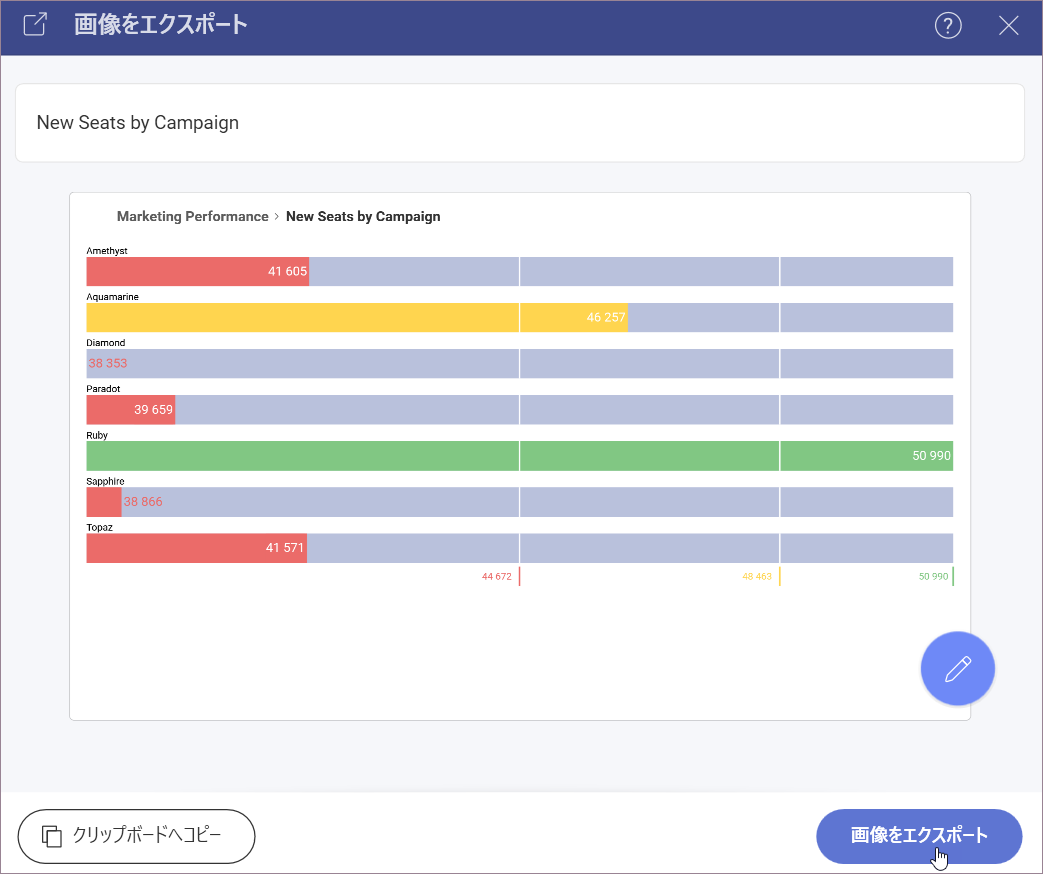 画像をエクスポート
?
New Seats by Campaign
Marketing Performance › New Seats by Campaign
Amethyst
41 605
Aquamarine
46 257
Diamond
38 353
Paradot
39 659
Ruby
50 990
Sapphire
38 866
Topaz
41 571
44 672 48 463 50 990
クリップボードへコピー
画像をエクスポート